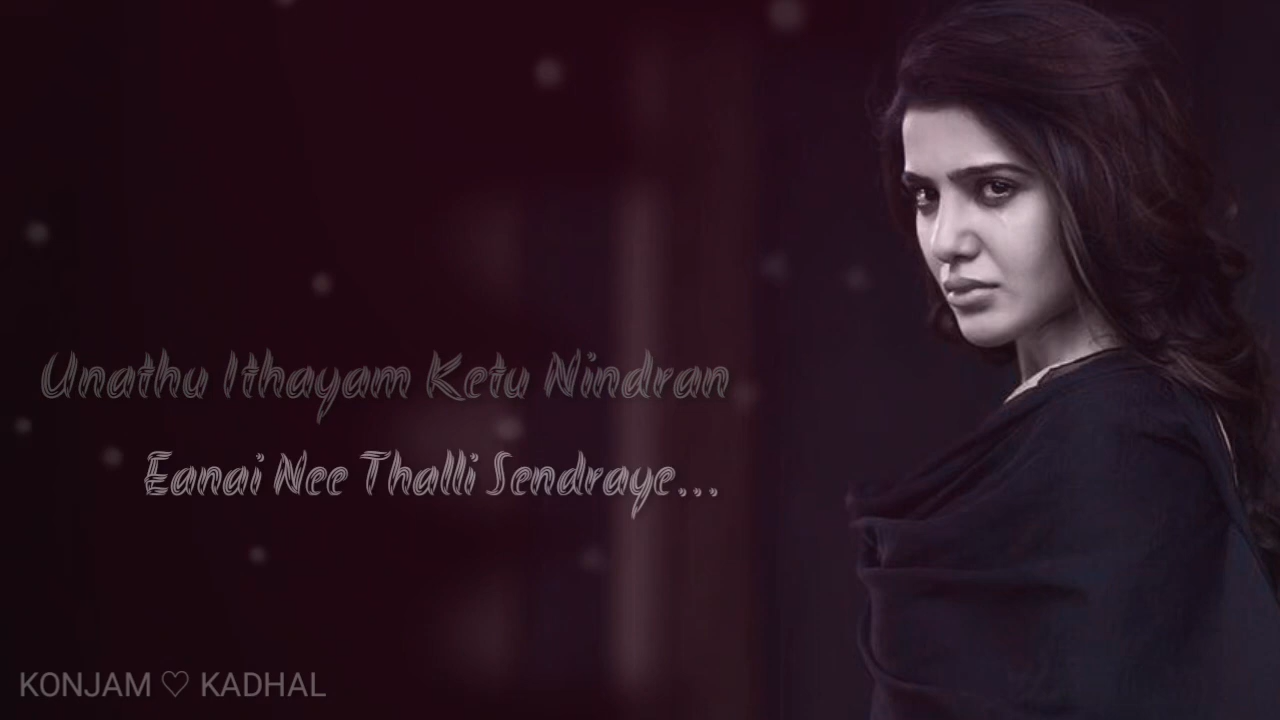 Unathu Ithayam Ketu Nindran
Eanai Nee Thalli Sendraye...
KONJAM ♡ KADHAL